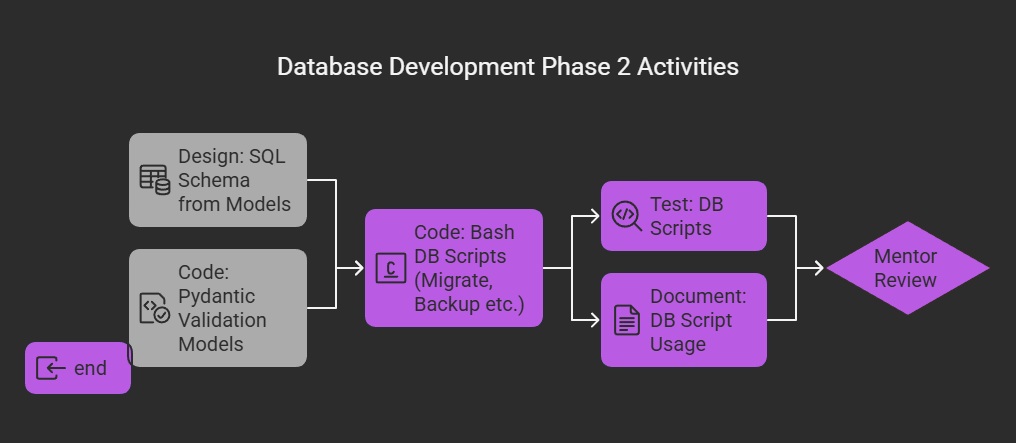 Database Development Phase 2 Activities
Design: SQL
Schema
from Models
Code:
Pydantic
Validation
Models
end
Code: Bash
DB Scripts
(Migrate,
Backup etc.)
Test: DB
Scripts
Document:
DB Script
Usage
Mentor
Review